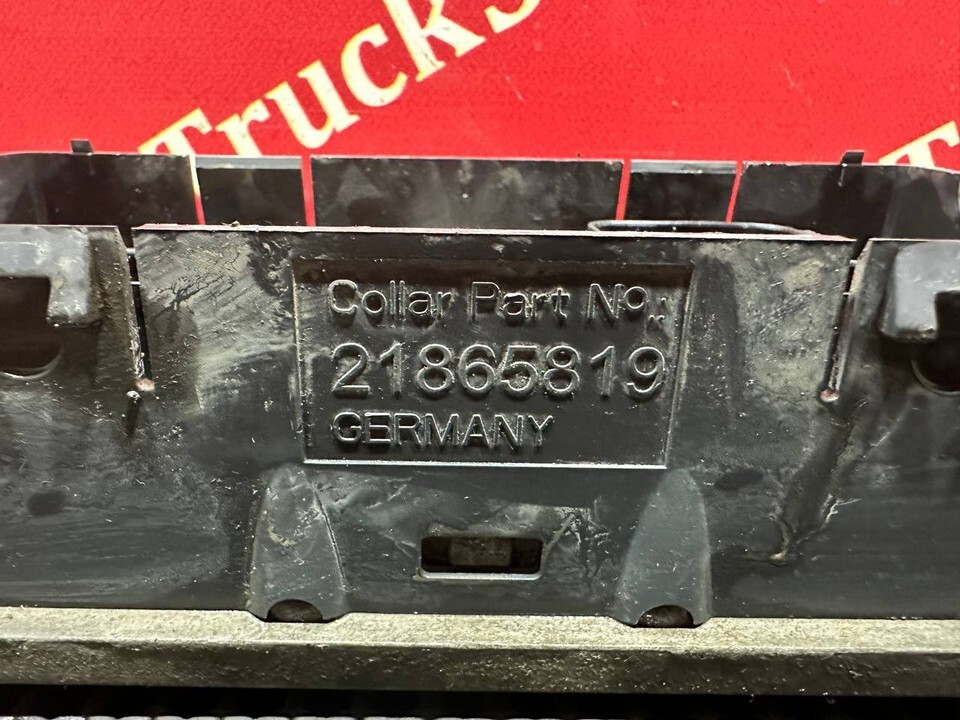 Trucks
Collar Part Nº.:
21865819
GERMANY